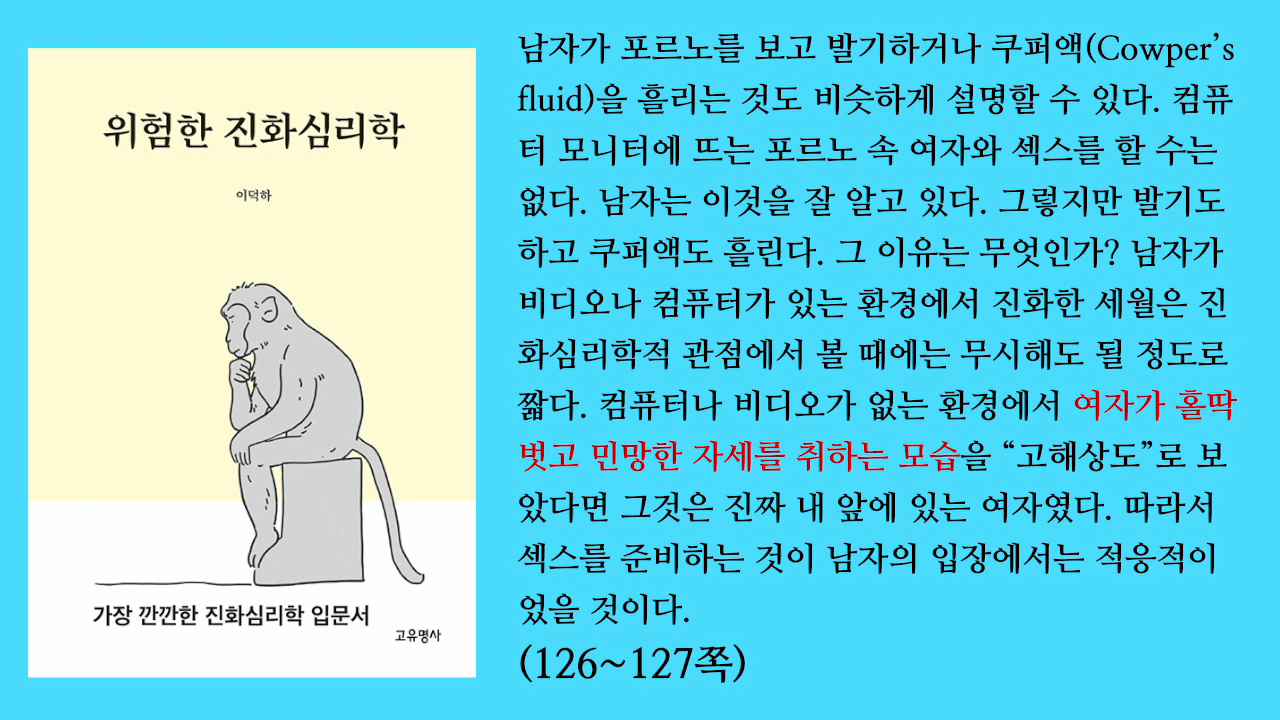 위험한 진화심리학
이덕하
가장 깐깐한 진화심리학 입문서
고유명사
남자가 포르노를 보고 발기하거나 쿠퍼액(Cowper’s
fluid)을 흘리는 것도 비슷하게 설명할 수 있다. 컴퓨
터 모니터에 뜨는 포르노 속 여자와 섹스를 할 수는
없다. 남자는 이것을 잘 알고 있다. 그렇지만 발기도
하고 쿠퍼액도 흘린다. 그 이유는 무엇인가? 남자가
비디오나 컴퓨터가 있는 환경에서 진화한 세월은 진
화심리학적 관점에서 볼 때에는 무시해도 될 정도로
짧다. 컴퓨터나 비디오가 없는 환경에서 여자가 홀딱
벗고 민망한 자세를 취하는 모습을 “고해상도”로 보
았다면 그것은 진짜 내 앞에 있는 여자였다. 따라서
섹스를 준비하는 것이 남자의 입장에서는 적응적이
었을 것이다.
(126~127쪽)